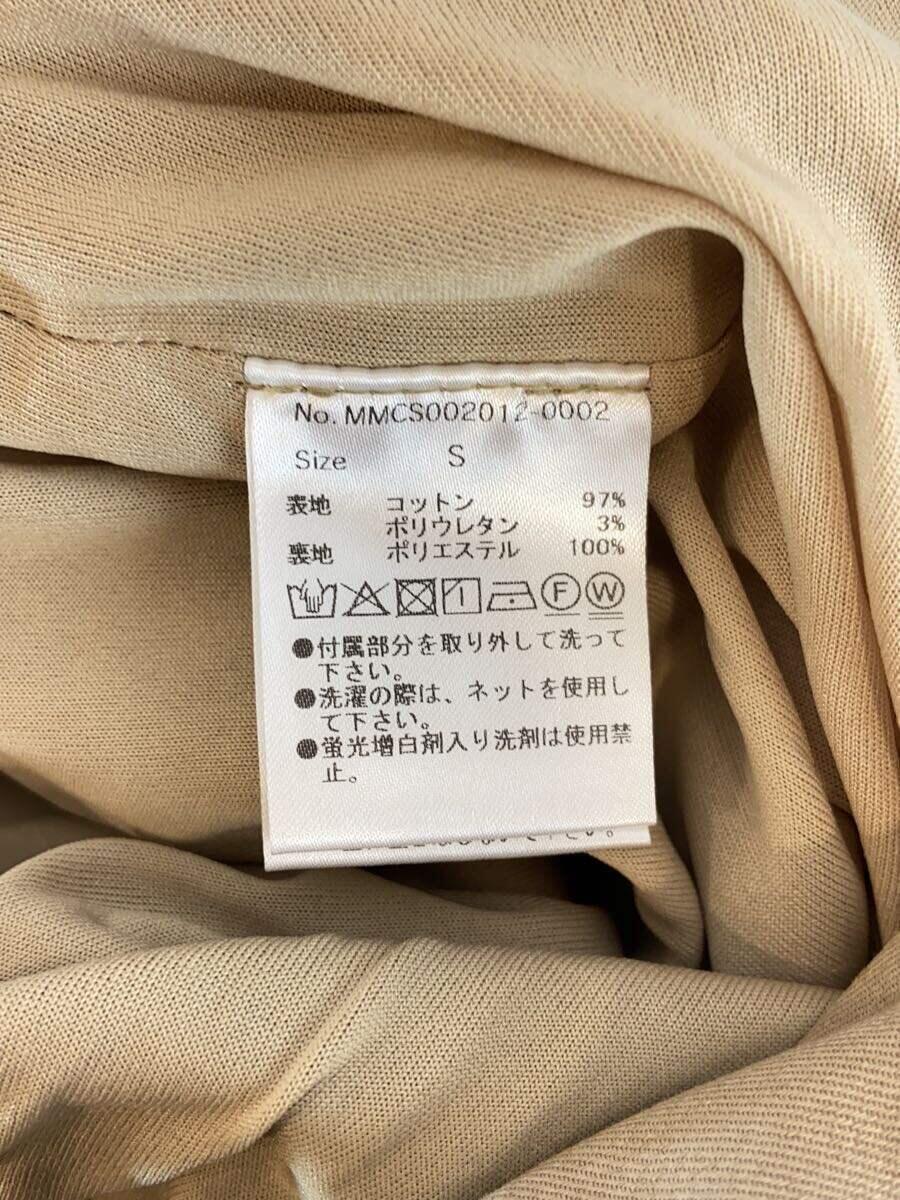 No. MMCS002012-0002
Size S
表地 コットン 97%
ポリウレタン 3%
裏地 ポリエステル 100%
F W
●付属部分を取り外して洗って
下さい。
●洗濯の際は、ネットを使用し
て下さい。
●蛍光増白剤入り洗剤は使用禁
止。